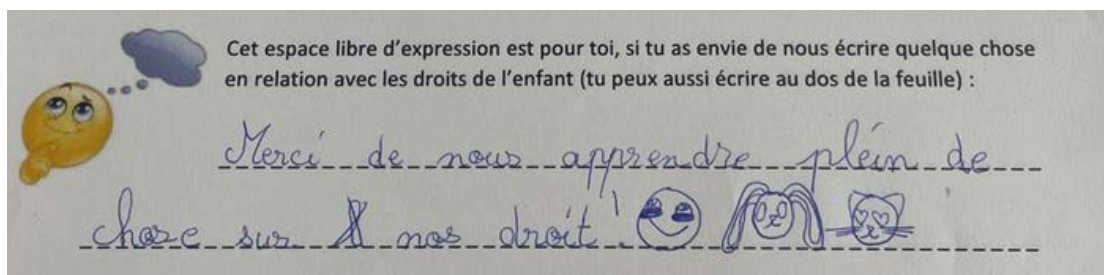 Cet espace libre d'expression est pour toi, si tu as envie de nous écrire quelque chose
en relation avec les droits de l'enfant (tu peux aussi écrire au dos de la feuille) :
Merci de nous apprendre plein de
chose sur nos droit !